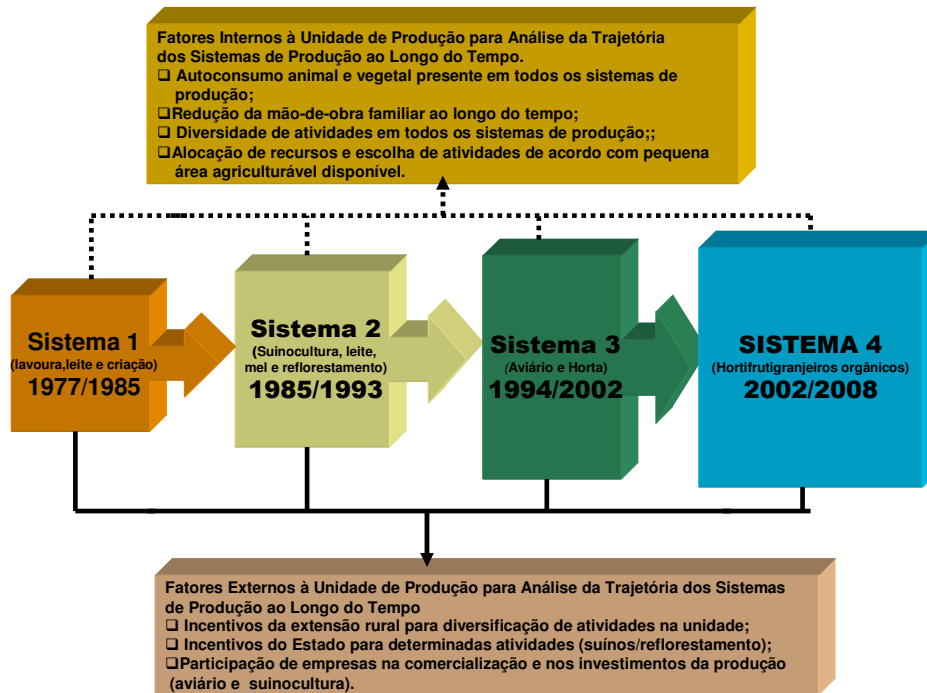 Fatores Internos à Unidade de Produção para Análise da Trajetória
dos Sistemas de Produção ao Longo do Tempo.
❑ Autoconsumo animal e vegetal presente em todos os sistemas de
produção;
❑Redução da mão-de-obra familiar ao longo do tempo;
❑ Diversidade de atividades em todos os sistemas de produção;;
❑Alocação de recursos e escolha de atividades de acordo com pequena
área agriculturável disponível.
Sistema 1
(lavoura,leite e criação)
1977/1985
Sistema 2
(Suinocultura, leite,
mel e reflorestamento)
1985/1993
Sistema 3
(Aviário e Horta)
1994/2002
SISTEMA 4
(Hortifrutigranjeiros orgânicos)
2002/2008
Fatores Externos à Unidade de Produção para Análise da Trajetória dos Sistemas
de Produção ao Longo do Tempo
❑ Incentivos da extensão rural para diversificação de atividades na unidade;
❑ Incentivos do Estado para determinadas atividades (suínos/reflorestamento);
❑Participação de empresas na comercialização e nos investimentos da produção
(aviário e suinocultura).